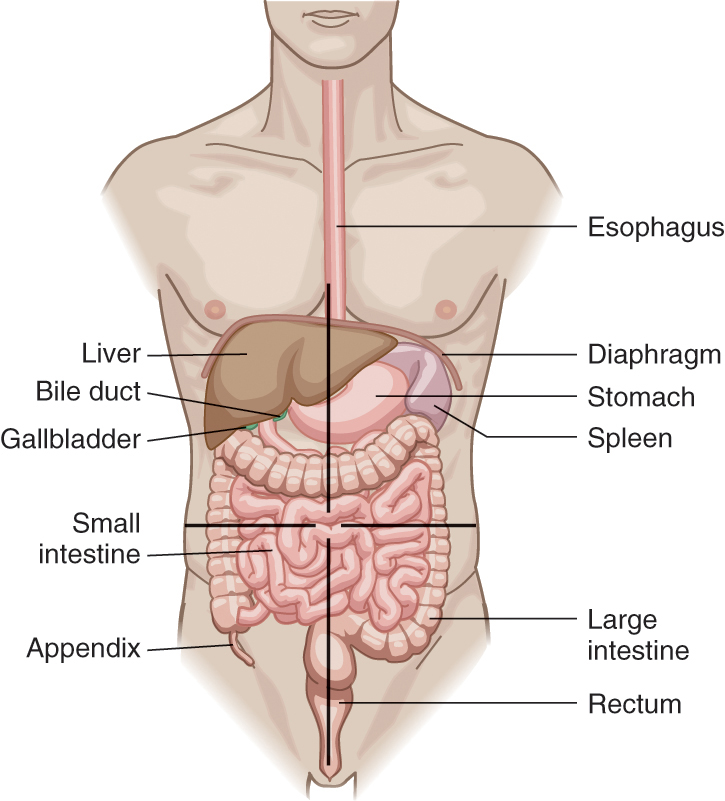 Esophagus
Liver
Diaphragm
Bile duct
Stomach
Gallbladder
Spleen
Small
intestine
Large
intestine
Appendix
Rectum